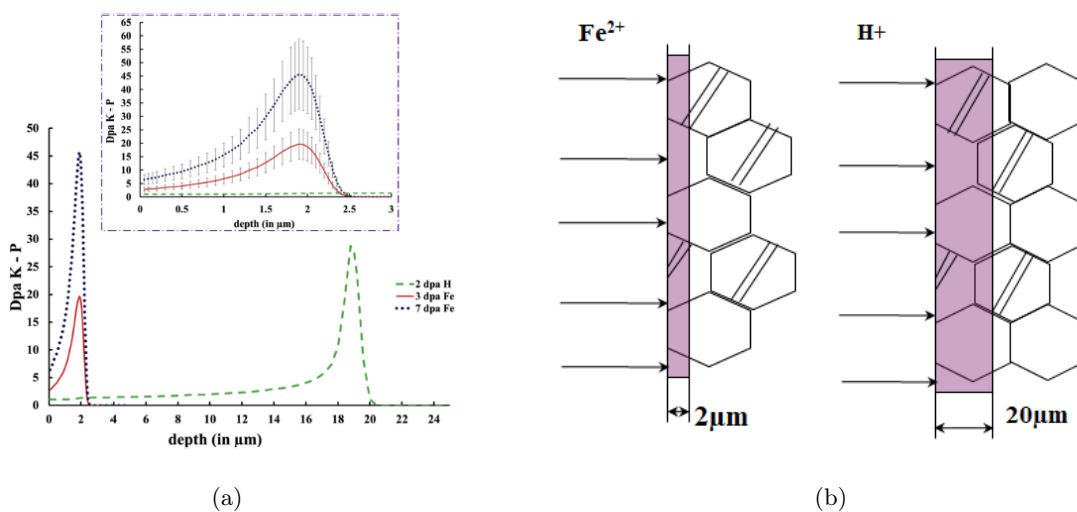 65
60
55
50
45
40
35
30
25
20
15
10
5
0
Dpa K - P
0 0.5 1 1.5 2 2.5 3
depth (in µm)
50
45
40
35
30
25
20
15
10
5
0
Dpa K - P
2 dpa H
3 dpa Fe
7 dpa Fe
0 2 4 6 8 10 12 14 16 18 20 22 24
depth (in µm)
(a)
Fe²⁺
H+
2µm
20µm
(b)